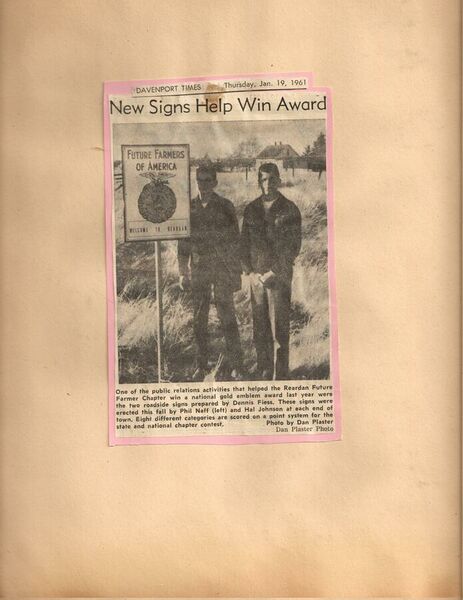 DAVENPORT TIMES Thursday, Jan. 19, 1961
New Signs Help Win Award
FUTURE FARMERS
OF AMERICA
WELCOME TO REARDAN
One of the public relations activities that helped the Reardan Future
Farmer Chapter win a national gold emblem award last year were
the two roadside signs prepared by Dennis Fiess. These signs were
erected this fall by Phil Neff (left) and Hal Johnson at each end of
town. Eight different categories are scored on a point system for the
state and national chapter contest. Photo by Dan Plaster
Dan Plaster Photo